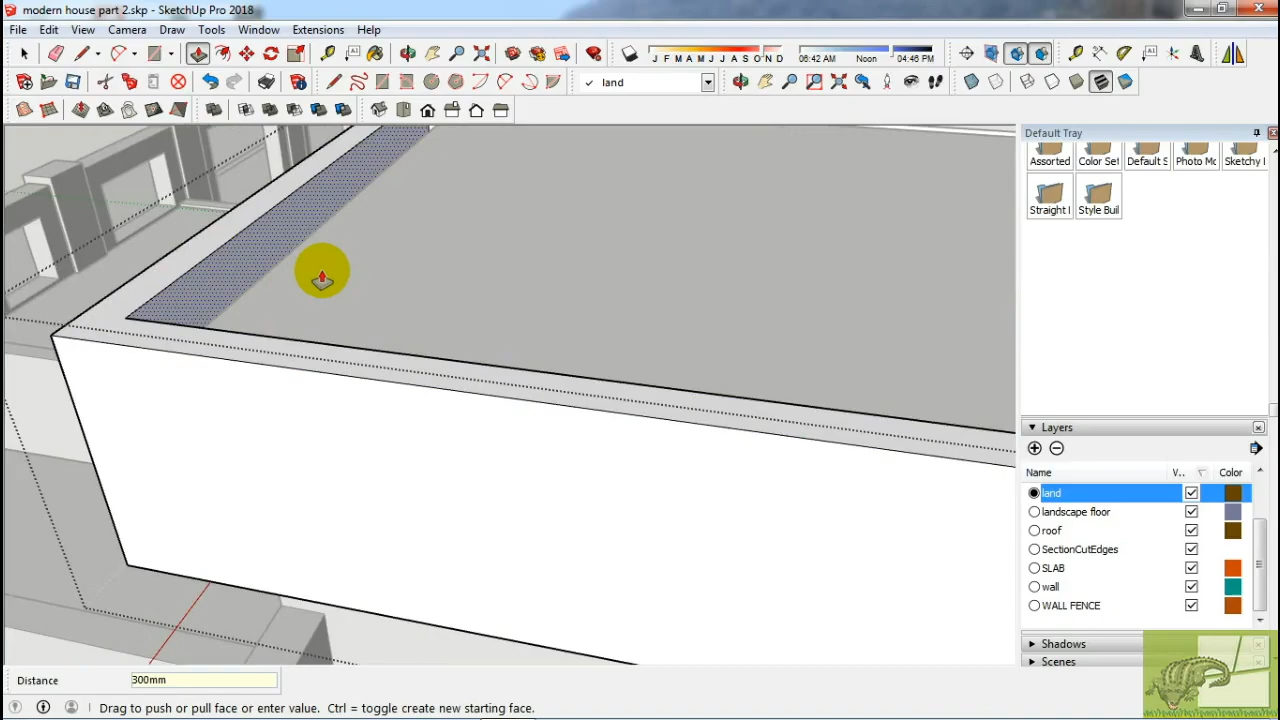 modern house part 2.skp - SketchUp Pro 2018
File Edit View Camera Draw Tools Window Extensions Help
J F M A M J J A S O N D
06:42 AM Noon 04:46 PM
land
Default Tray
Assorted Color Se Default S Photo Mo Sketchy
Straight Style Buil
Layers
Name V.. Color
land
landscape floor
roof
SectionCutEdges
SLAB
wall
WALL FENCE
Shadows
Scenes
Distance 300mm
Drag to push or pull face or enter value. Ctrl = toggle create new starting face.